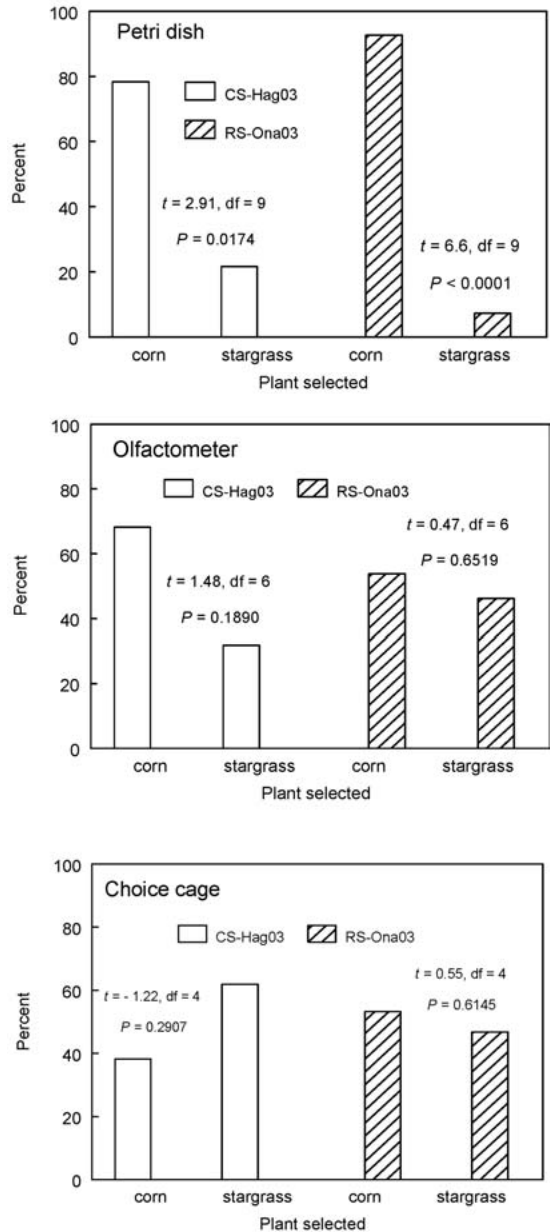 100
Petri dish
80
CS-Hag03
RS-Ona03
60
Percent
40
t = 2.91, df = 9
P = 0.0174
t = 6.6, df = 9
P < 0.0001
20
0
corn stargrass corn stargrass
Plant selected
100
Olfactometer
80
CS-Hag03 RS-Ona03
60
Percent
t = 0.47, df = 6
P = 0.6519
t = 1.48, df = 6
P = 0.1890
40
20
0
corn stargrass corn stargrass
Plant selected
100
Choice cage
80
CS-Hag03 RS-Ona03
60
Percent
t = - 1.22, df = 4
P = 0.2907
t = 0.55, df = 4
P = 0.6145
40
20
0
corn stargrass corn stargrass
Plant selected